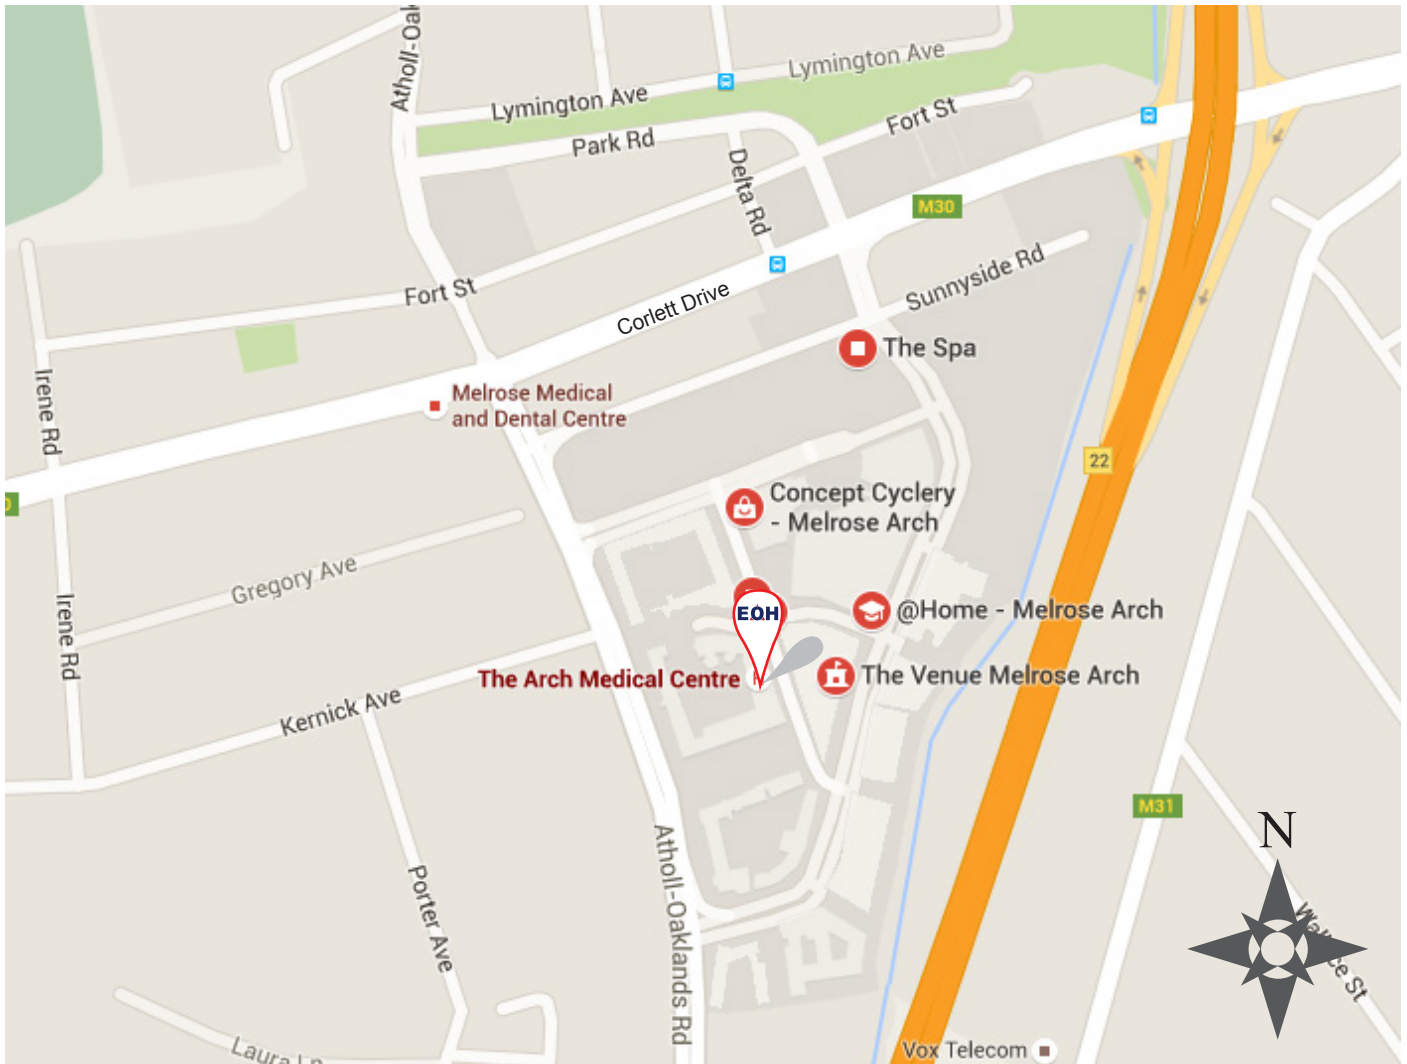 Atholl-Oa
Lymington Ave
Lymington Ave
Park Rd
Fort St
Delta Rd
M30
Fort St
Corlett Drive
Sunnyside Rd
The Spa
Irene Rd
Melrose Medical
and Dental Centre
22
Concept Cyclery
- Melrose Arch
Gregory Ave
Irene Rd
EOH
@Home - Melrose Arch
The Arch Medical Centre
The Venue Melrose Arch
Kernick Ave
M31
N
Atholl-Oaklands Rd
Porter Ave
Laura
Vox Telecom